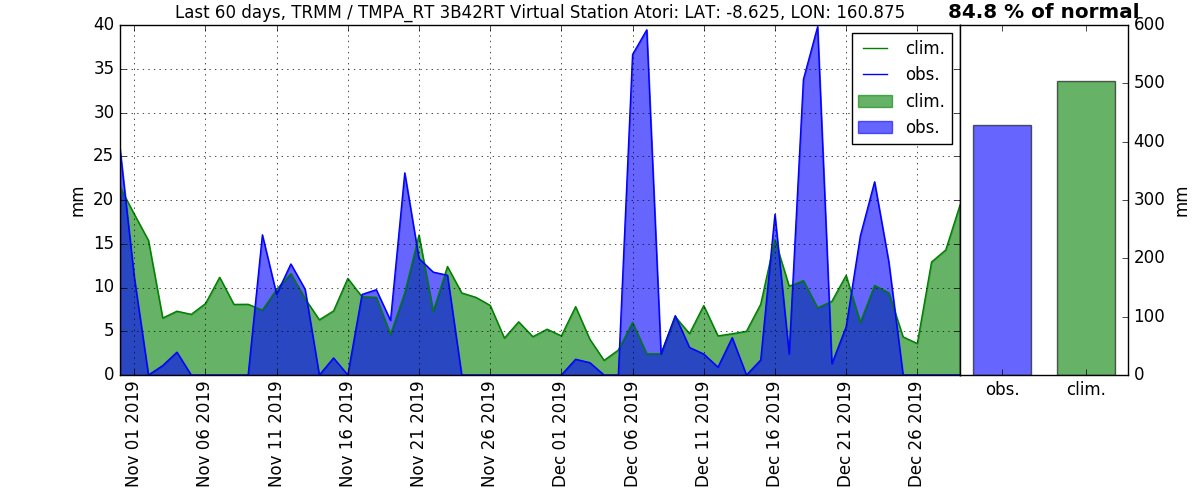 Last 60 days, TRMM / TMPA_RT 3B42RT Virtual Station Atori: LAT: -8.625, LON: 160.875
84.8 % of normal
40
35
30
25
20
15
10
5
0
mm
clim.
obs.
clim.
obs.
Nov 01 2019
Nov 06 2019
Nov 11 2019
Nov 16 2019
Nov 21 2019
Nov 26 2019
Dec 01 2019
Dec 06 2019
Dec 11 2019
Dec 16 2019
Dec 21 2019
Dec 26 2019
obs.
clim.
600
500
400
300
200
100
0
mm